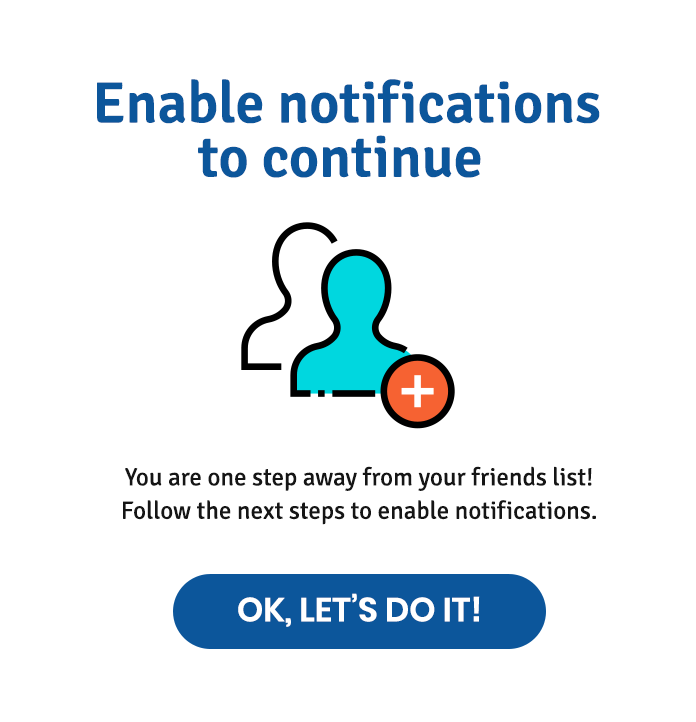 Enable notifications
to continue
You are one step away from your friends list!
Follow the next steps to enable notifications.
OK, LET’S DO IT!